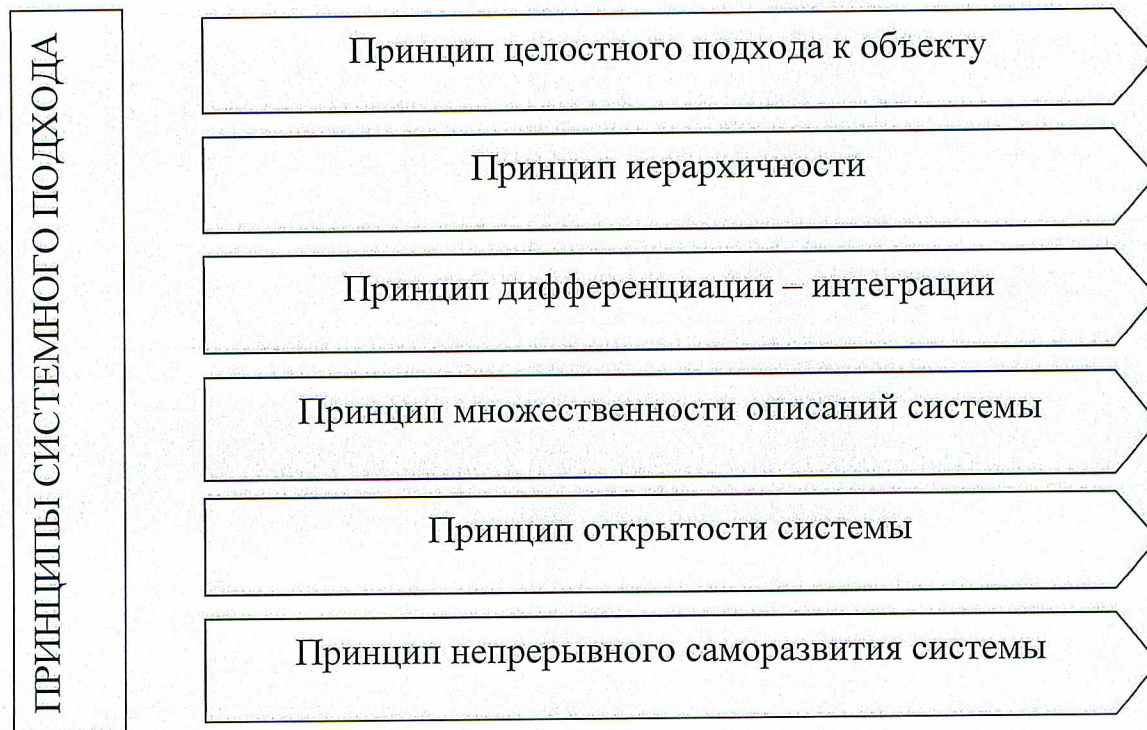 ПРИНЦИПЫ СИСТЕМНОГО ПОДХОДА
Принцип целостного подхода к объекту
Принцип иерархичности
Принцип дифференциации – интеграции
Принцип множественности описаний системы
Принцип открытости системы
Принцип непрерывного саморазвития системы